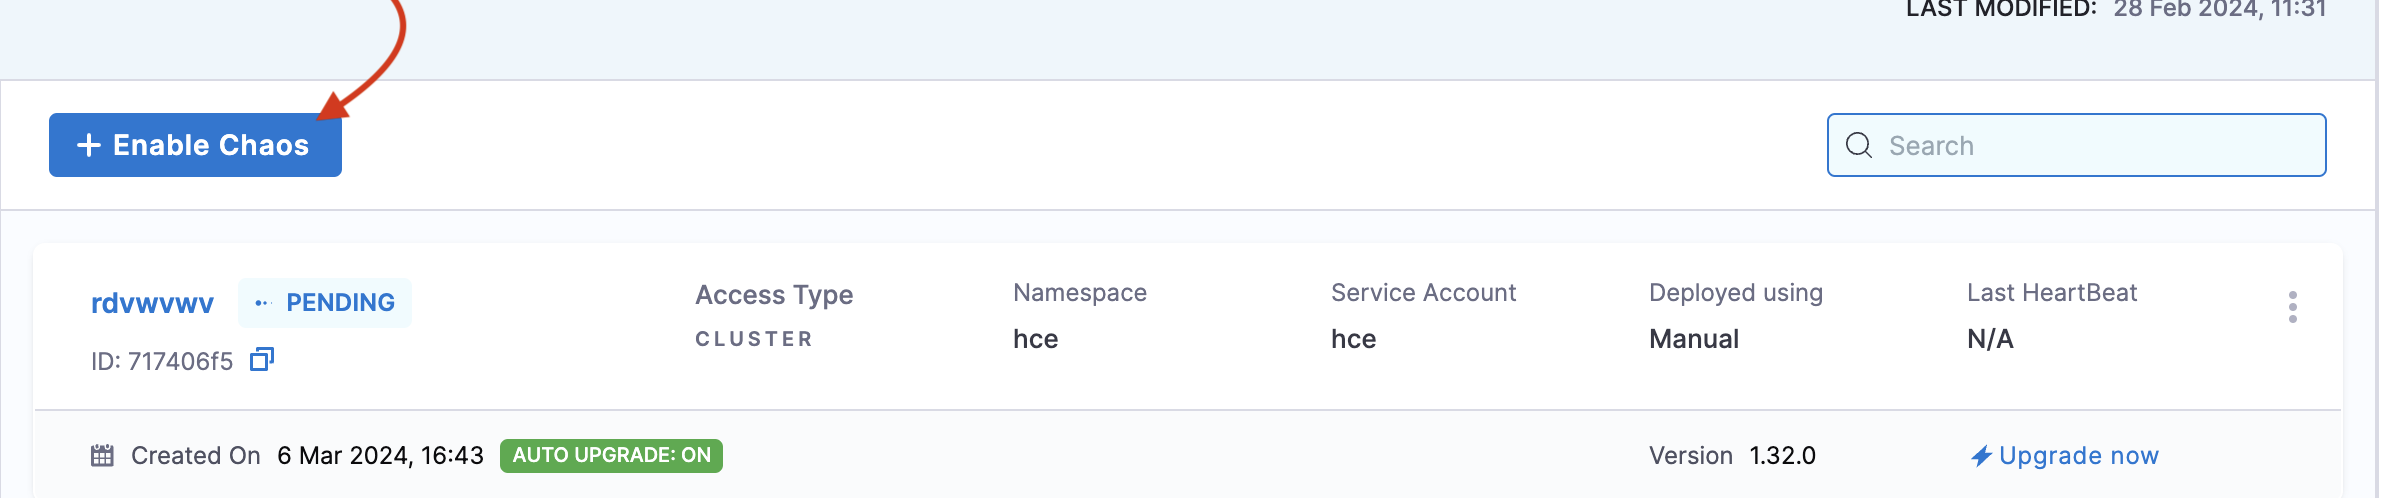 LAST MODIFIED: 28 Feb 2024, 11:31
+ Enable Chaos
Search
rdvwvwv PENDING
ID: 717406f5
Access Type
CLUSTER
Namespace
hce
Service Account
hce
Deployed using
Manual
Last HeartBeat
N/A
Created On 6 Mar 2024, 16:43 AUTO UPGRADE: ON
Version 1.32.0
Upgrade now